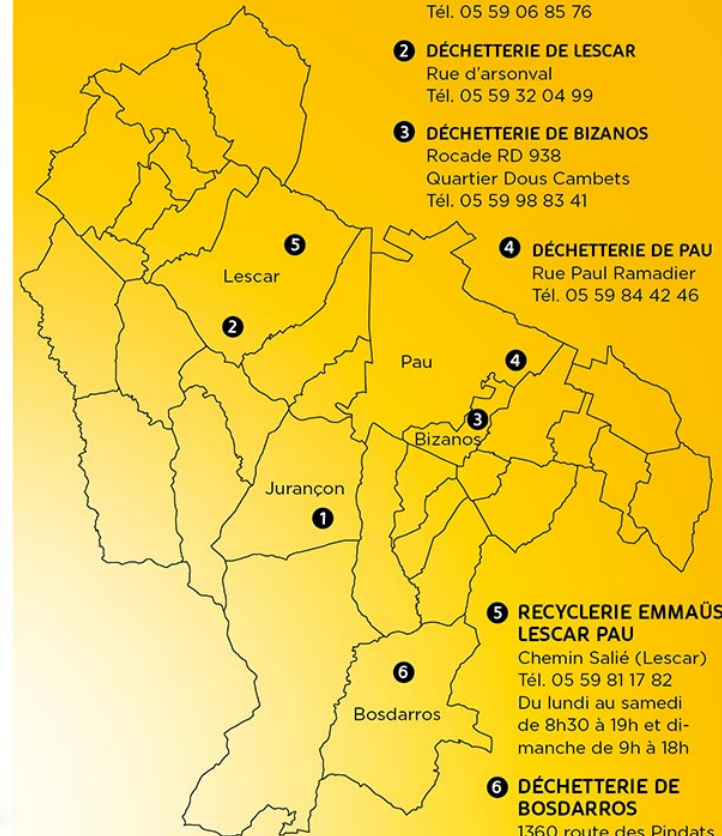 Tél. 05 59 06 85 76
2 DÉCHETTERIE DE LESCAR
Rue d'arsonval
Tél. 05 59 32 04 99
3 DÉCHETTERIE DE BIZANOS
Rocade RD 938
Quartier Dous Cambets
Tél. 05 59 98 83 41
4 DÉCHETTERIE DE PAU
Rue Paul Ramadier
Tél. 05 59 84 42 46
5
Lescar
2
Pau
4
3
Bizanos
Jurançon
1
5 RECYCLERIE EMMAÜS
LESCAR PAU
Chemin Salié (Lescar)
Tél. 05 59 81 17 82
Du lundi au samedi
de 8h30 à 19h et di-
manche de 9h à 18h
6
Bosdarros
6 DÉCHETTERIE DE
BOSDARROS
1360 route des Pindats